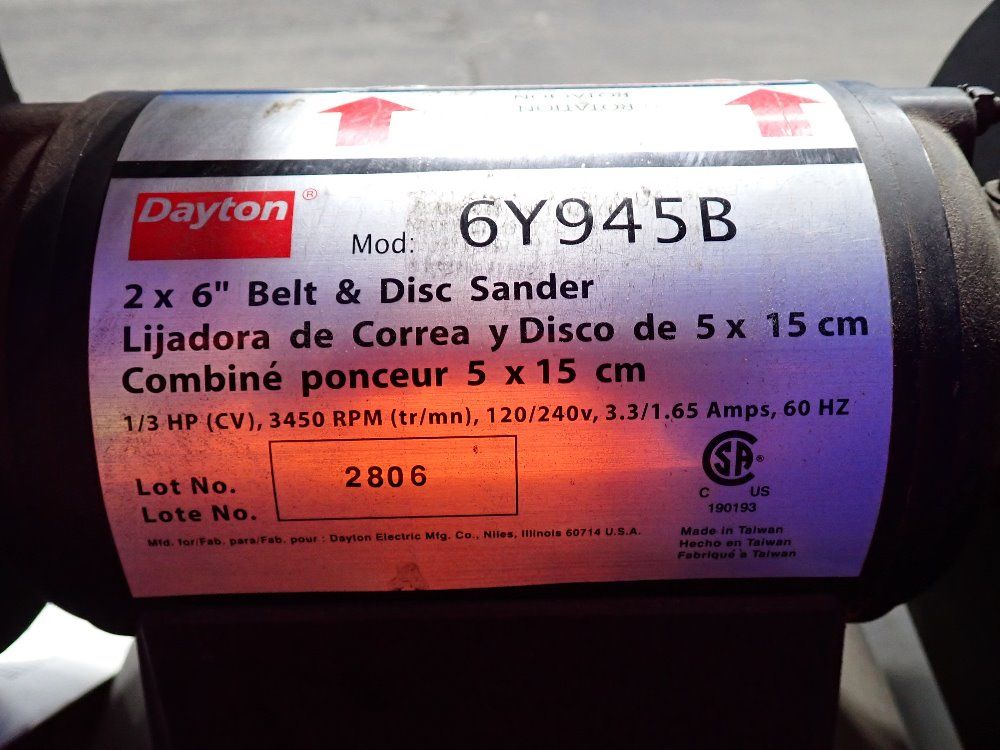 ROTATION
ROTACION
Dayton®
Mod: 6Y945B
2 x 6" Belt & Disc Sander
Lijadora de Correa y Disco de 5 x 15 cm
Combiné ponceur 5 x 15 cm
1/3 HP (CV), 3450 RPM (tr/mn), 120/240v, 3.3/1.65 Amps, 60 HZ
Lot No.
Lote No.
2806
CSA®
C US
190193
Mfd. for/Fab. para/Fab. pour : Dayton Electric Mfg. Co., Niles, Illinois 60714 U.S.A.
Made in Taiwan
Hecho en Taiwan
Fabriqué a Taiwan